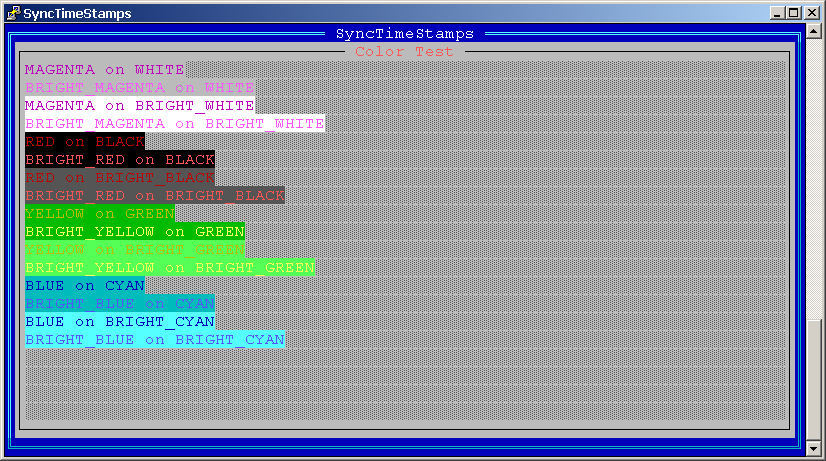 SyncTimeStamps
SyncTimeStamps
Color Test
MAGENTA on WHITE
BRIGHT_MAGENTA on WHITE
MAGENTA on BRIGHT_WHITE
BRIGHT_MAGENTA on BRIGHT_WHITE
RED on BLACK
BRIGHT_RED on BLACK
RED on BRIGHT_BLACK
BRIGHT_RED on BRIGHT_BLACK
YELLOW on GREEN
BRIGHT_YELLOW on GREEN
YELLOW on BRIGHT_GREEN
BRIGHT_YELLOW on BRIGHT_GREEN
BLUE on CYAN
BRIGHT_BLUE on CYAN
BLUE on BRIGHT_CYAN
BRIGHT_BLUE on BRIGHT_CYAN